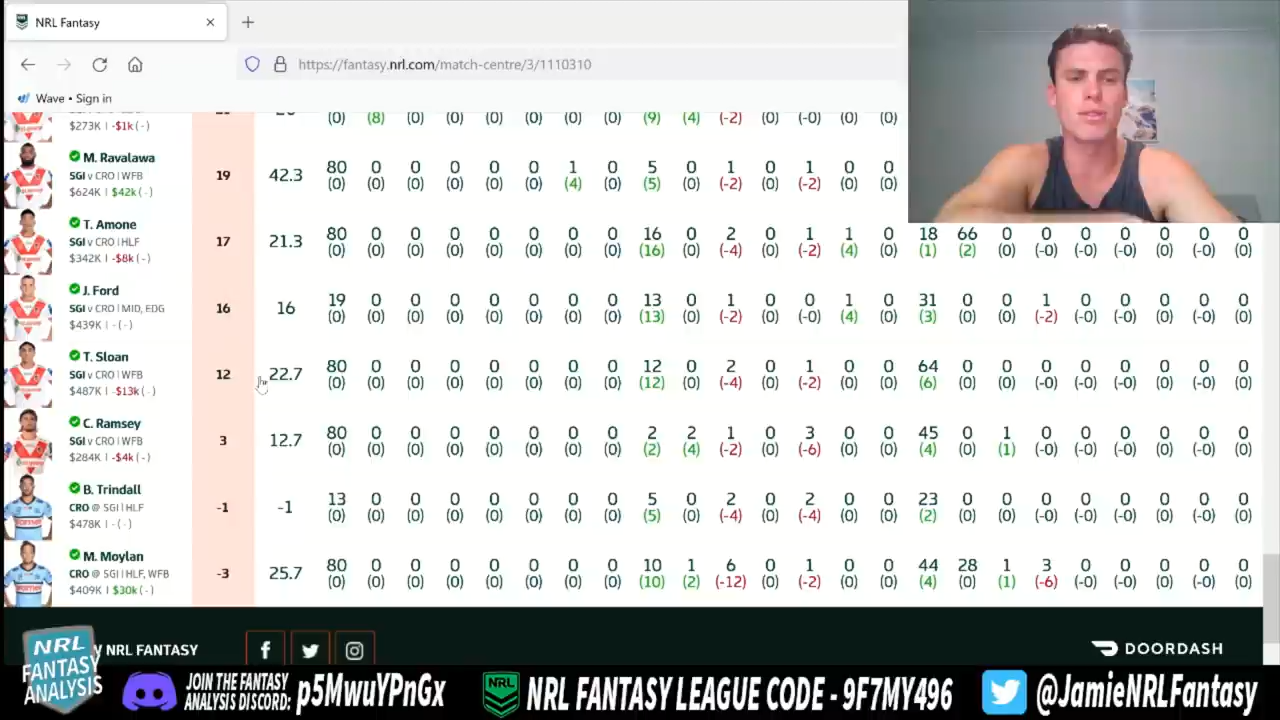 NRL Fantasy
https://fantasy.nrl.com/match-centre/3/1110310
Wave • Sign in
(0) (8) (0) (0) (0) (0) (0) (0) (9) (4) (-2) (0) (-0) (0) (0)
$273K | -$1k (-)
M. Ravalawa
SGI v CRO | WFB
$624K | $42k (-)
19 42.3 80 0 0 0 0 0 1 0 5 0 1 0 1 0 0
(0) (0) (0) (0) (0) (0) (4) (0) (5) (0) (-2) (0) (-2) (0) (0)
T. Amone
SGI v CRO | HLF
$342K | -$8k (-)
17 21.3 80 0 0 0 0 0 0 0 16 0 2 0 1 1 0 18 66 0 0 0 0 0 0
(0) (0) (0) (0) (0) (0) (0) (0) (16) (0) (-4) (0) (-2) (4) (0) (1) (2) (0) (-0) (-0) (-0) (0) (-0)
J. Ford
SGI v CRO | MID, EDG
$439K | - (-)
16 16 19 0 0 0 0 0 0 0 13 0 1 0 0 1 0 31 0 0 1 0 0 0 0
(0) (0) (0) (0) (0) (0) (0) (0) (13) (0) (-2) (0) (-0) (4) (0) (3) (0) (0) (-2) (-0) (-0) (0) (-0)
T. Sloan
SGI v CRO | WFB
$487K | -$13k (-)
12 22.7 80 0 0 0 0 0 0 0 12 0 2 0 1 0 0 64 0 0 0 0 0 0 0
(0) (0) (0) (0) (0) (0) (0) (0) (12) (0) (-4) (0) (-2) (0) (0) (6) (0) (0) (-0) (-0) (-0) (0) (-0)
C. Ramsey
SGI v CRO | WFB
$284K | -$4k (-)
3 12.7 80 0 0 0 0 0 0 0 2 2 1 0 3 0 0 45 0 1 0 0 0 0 0
(0) (0) (0) (0) (0) (0) (0) (0) (2) (4) (-2) (0) (-6) (0) (0) (4) (0) (1) (-0) (-0) (-0) (0) (-0)
B. Trindall
CRO @ SGI | HLF
$478K | - (-)
-1 -1 13 0 0 0 0 0 0 0 5 0 2 0 2 0 0 23 0 0 0 0 0 0 0
(0) (0) (0) (0) (0) (0) (0) (0) (5) (0) (-4) (0) (-4) (0) (0) (2) (0) (0) (-0) (-0) (-0) (0) (-0)
M. Moylan
CRO @ SGI | HLF, WFB
$409K | $30k (-)
-3 25.7 80 0 0 0 0 0 0 0 10 1 6 0 1 0 0 44 28 1 3 0 0 0 0
(0) (0) (0) (0) (0) (0) (0) (0) (10) (2) (-12) (0) (-2) (0) (0) (4) (0) (1) (-6) (-0) (-0) (0) (-0)
NRL FANTASY
DOORDASH
NRL
FANTASY
ANALYSIS
JOIN THE FANTASY
ANALYSIS DISCORD:
p5MwuYPnGx
NRL
NRL FANTASY LEAGUE CODE - 9F7MY496
@JamieNRLFantasy